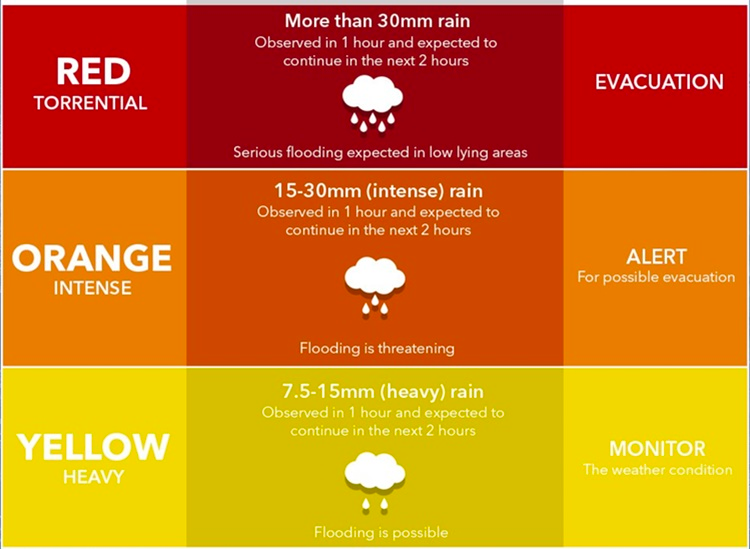 RED
TORRENTIAL
More than 30mm rain
Observed in 1 hour and expected to
continue in the next 2 hours
Serious flooding expected in low lying areas
EVACUATION
ORANGE
INTENSE
15-30mm (intense) rain
Observed in 1 hour and expected to
continue in the next 2 hours
Flooding is threatening
ALERT
For possible evacuation
YELLOW
HEAVY
7.5-15mm (heavy) rain
Observed in 1 hour and expected to
continue in the next 2 hours
Flooding is possible
MONITOR
The weather condition